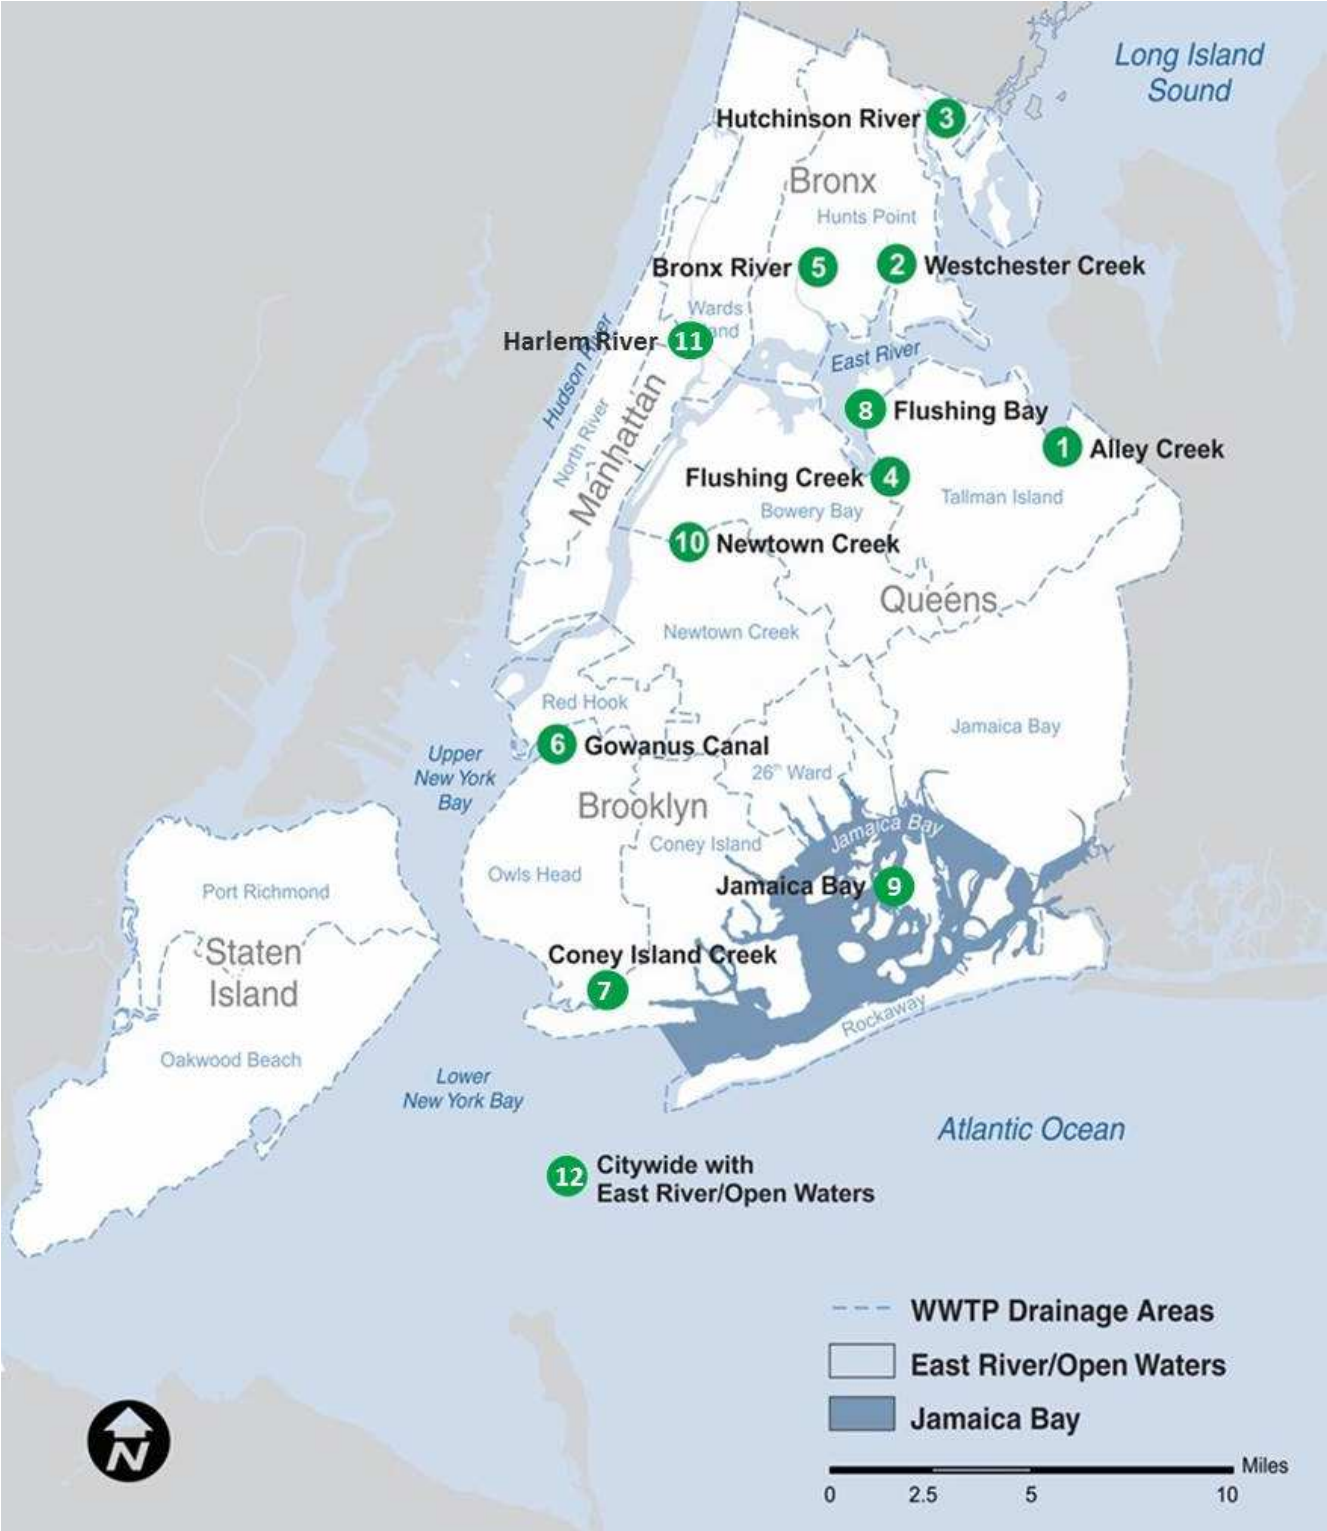 Long Island
Sound
Hutchinson River 3
Bronx
Hunts Point
Bronx River 5
2 Westchester Creek
Wards
Harlem River 11
Hudson River
East River
North River
Manhattan
8 Flushing Bay
1 Alley Creek
Flushing Creek 4
Tallman Island
Bowery Bay
10 Newtown Creek
Queens
Newtown Creek
Red Hook
6 Gowanus Canal
Jamaica Bay
Upper
New York
Bay
26th Ward
Brooklyn
Coney Island
Jamaica Bay
Owls Head
Jamaica Bay 9
Port Richmond
Staten
Island
Coney Island Creek
7
Rockaway
Oakwood Beach
Lower
New York Bay
Atlantic Ocean
12 Citywide with
East River/Open Waters
WWTP Drainage Areas
East River/Open Waters
Jamaica Bay
N
Miles
0 2.5 5 10